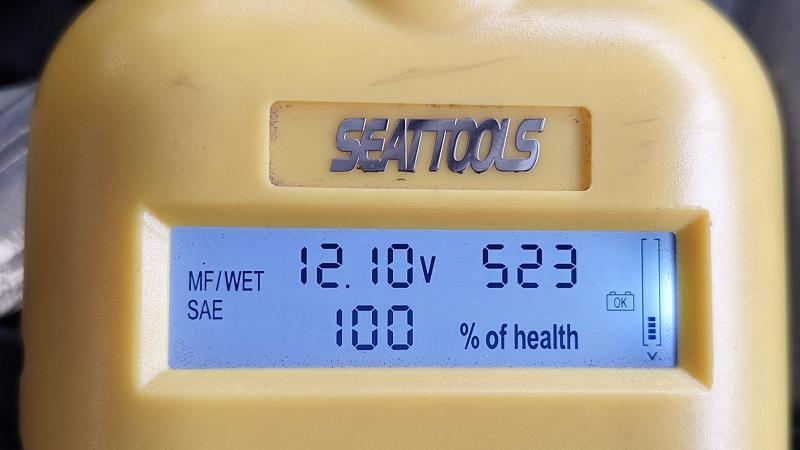 SEATTOOLS
MF/WET 12.10V 523
SAE 100 % of health
OK
V